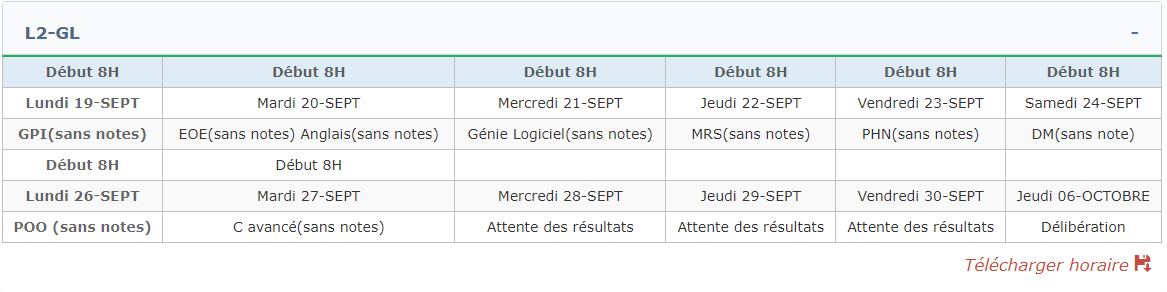 L2-GL -
Début 8H Début 8H Début 8H Début 8H Début 8H Début 8H
Lundi 19-SEPT Mardi 20-SEPT Mercredi 21-SEPT Jeudi 22-SEPT Vendredi 23-SEPT Samedi 24-SEPT
GPI(sans notes) EOE(sans notes) Anglais(sans notes) Génie Logiciel(sans notes) MRS(sans notes) PHN(sans notes) DM(sans note)
Début 8H Début 8H
Lundi 26-SEPT Mardi 27-SEPT Mercredi 28-SEPT Jeudi 29-SEPT Vendredi 30-SEPT Jeudi 06-OCTOBRE
POO (sans notes) C avancé(sans notes) Attente des résultats Attente des résultats Attente des résultats Délibération
Télécharger horaire